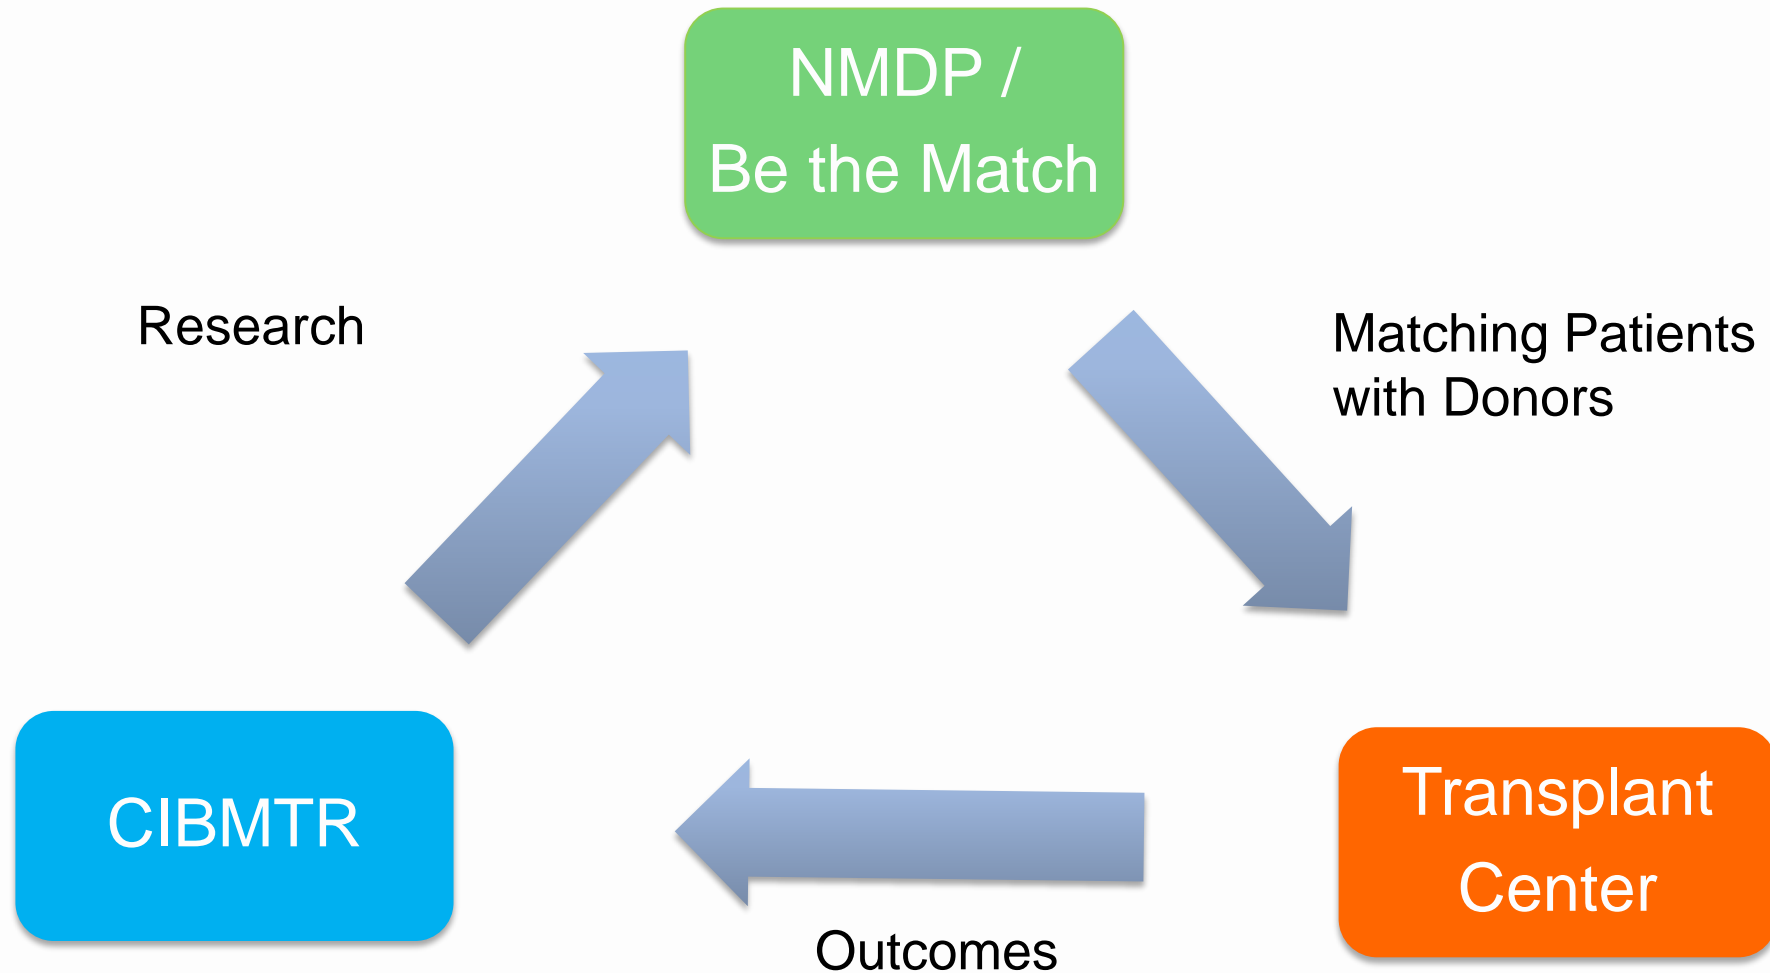 NMDP /
Be the Match
Research
Matching Patients
with Donors
CIBMTR
Transplant
Center
Outcomes